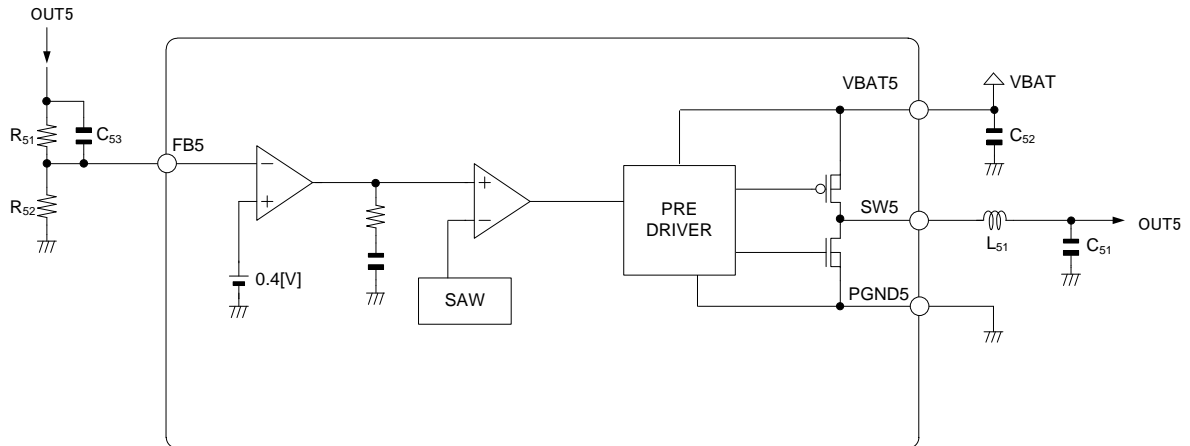 OUT5
VBAT5
VBAT
R51
C53
FB5
C52
R52
PRE
DRIVER
SW5
OUT5
L51
C51
0.4[V]
SAW
PGND5